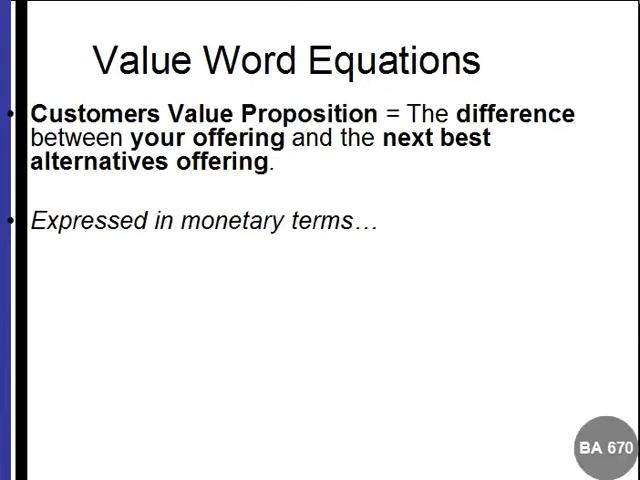 Value Word Equations
• Customers Value Proposition = The difference
between your offering and the next best
alternatives offering.
• Expressed in monetary terms…
BA 670